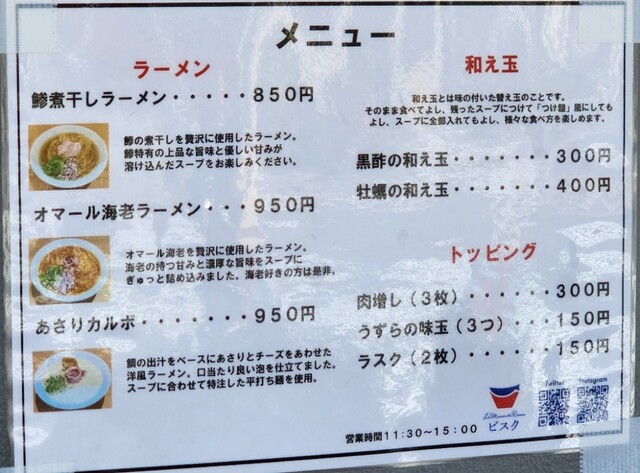 メニュー
ラーメン
鯵煮干しラーメン・・・・・850円
鯵の煮干しを贅沢に使用したラーメン。
鯵特有の上品な旨味と優しい甘みが
溶け込んだスープをお楽しみください。
オマール海老ラーメン・・・950円
オマール海老を贅沢に使用したラーメン。
海老の持つ甘みと濃厚な旨味をスープに
ぎゅっと詰め込みました。海老好きの方は是非。
あさりカルボ・・・・・・・950円
鯛の出汁をベースにあさりとチーズをあわせた
洋風ラーメン。口当たり良い泡を仕立てました。
スープに合わせて特注した平打ち麺を使用。
和え玉
和え玉とは味の付いた替え玉のことです。
そのまま食べてよし、残ったスープにつけて「つけ麺」風にしても
よし、スープに全部入れてもよし、様々な食べ方を楽しめます。
黒酢の和え玉・・・・・・・300円
牡蠣の和え玉・・・・・・・400円
トッピング
肉増し（3枚）・・・・・・300円
うずらの味玉（3つ）・・・150円
ラスク（2枚）・・・・・・150円
Twitter Instagram
ビスク
営業時間11:30～15:00